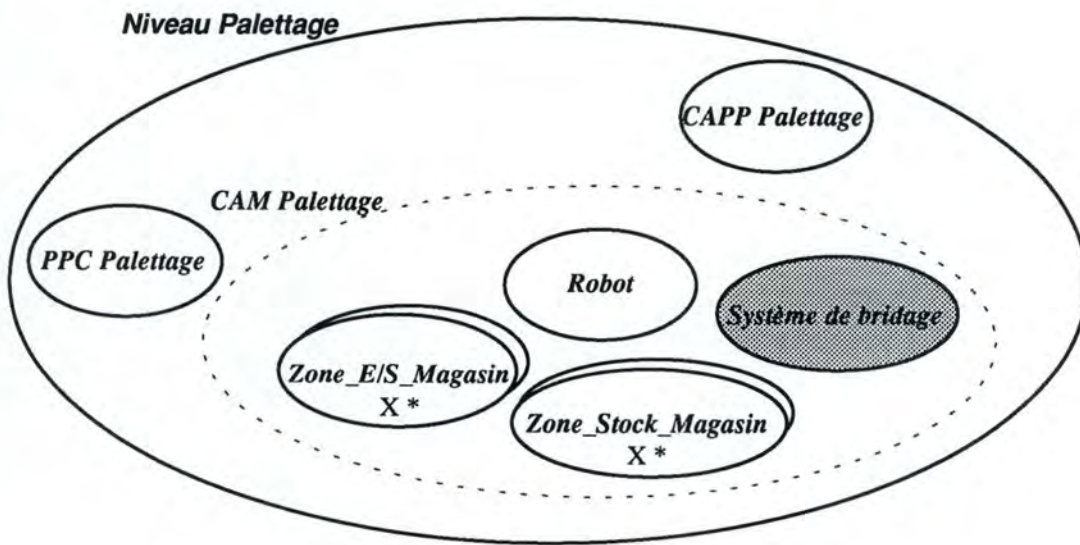 Niveau Palettage
CAPP Palettage
CAM Palettage
PPC Palettage
Robot
Système de bridage
Zone_E/S_Magasin
X *
Zone_Stock_Magasin
X *